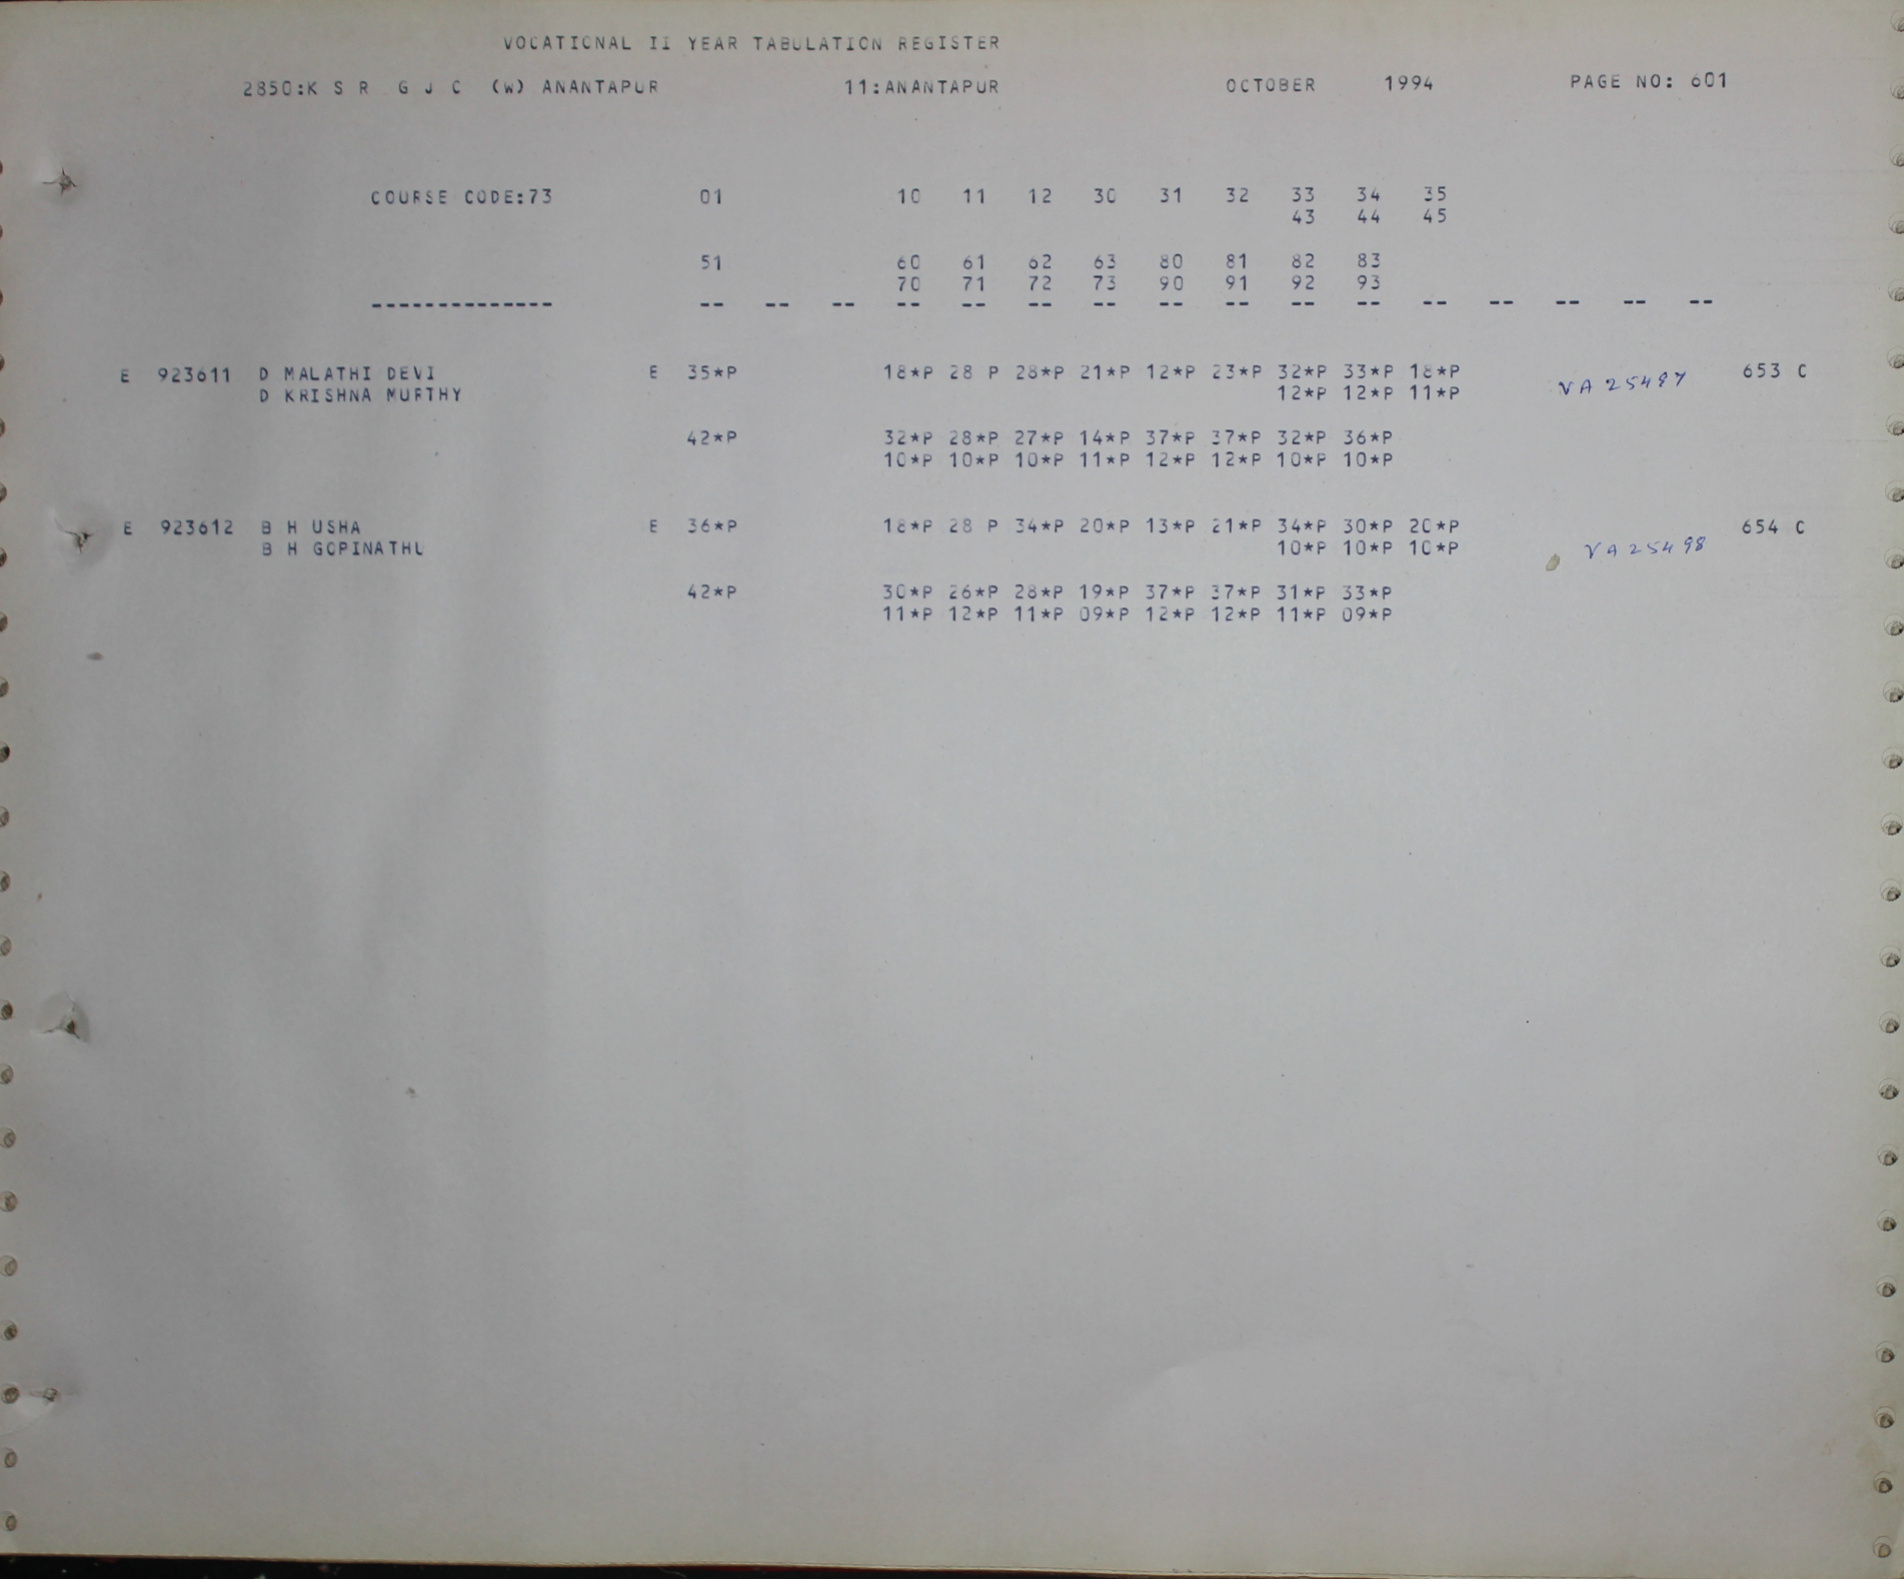 VOCATIONAL II YEAR TABULATION REGISTER
2850:K S R G J C (W) ANANTAPUR 11:ANANTAPUR OCTOBER 1994 PAGE NO: 601
COURSE CODE:73 01 10 11 12 30 31 32 33 34 35
43 44 45
51 60 61 62 63 80 81 82 83
70 71 72 73 90 91 92 93
-------------- -- -- -- -- -- -- -- -- -- -- -- -- -- -- -- --
E 923611 D MALATHI DEVI E 35*P 18*P 28 P 28*P 21*P 12*P 23*P 32*P 33*P 18*P VA 25497 653 C
D KRISHNA MURTHY 12*P 12*P 11*P
42*P 32*P 28*P 27*P 14*P 37*P 37*P 32*P 36*P
10*P 10*P 10*P 11*P 12*P 12*P 10*P 10*P
E 923612 B H USHA E 36*P 18*P 28 P 34*P 20*P 13*P 21*P 34*P 30*P 20*P 654 C
B H GOPINATHU 10*P 10*P 10*P VA 25498
42*P 30*P 26*P 28*P 19*P 37*P 37*P 31*P 33*P
11*P 12*P 11*P 09*P 12*P 12*P 11*P 09*P